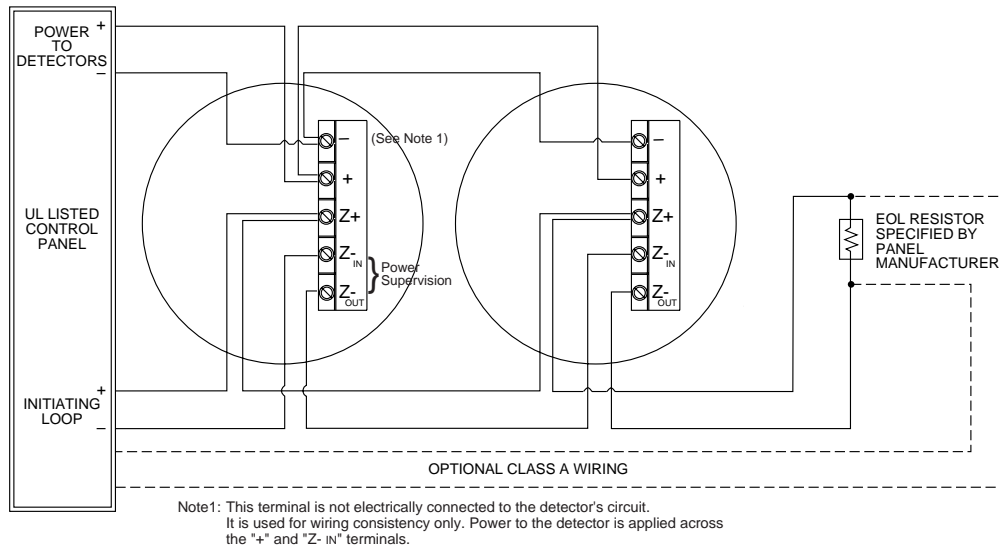 POWER +
TO
DETECTORS
–
UL LISTED
CONTROL
PANEL
+
INITIATING
LOOP
–
– (See Note 1)
+
Z+
Z- IN
Z- OUT
} Power
Supervision
–
+
Z+
Z- IN
Z- OUT
EOL RESISTOR
SPECIFIED BY
PANEL
MANUFACTURER
OPTIONAL CLASS A WIRING
Note1: This terminal is not electrically connected to the detector's circuit.
It is used for wiring consistency only. Power to the detector is applied across
the "+" and "Z- IN" terminals.